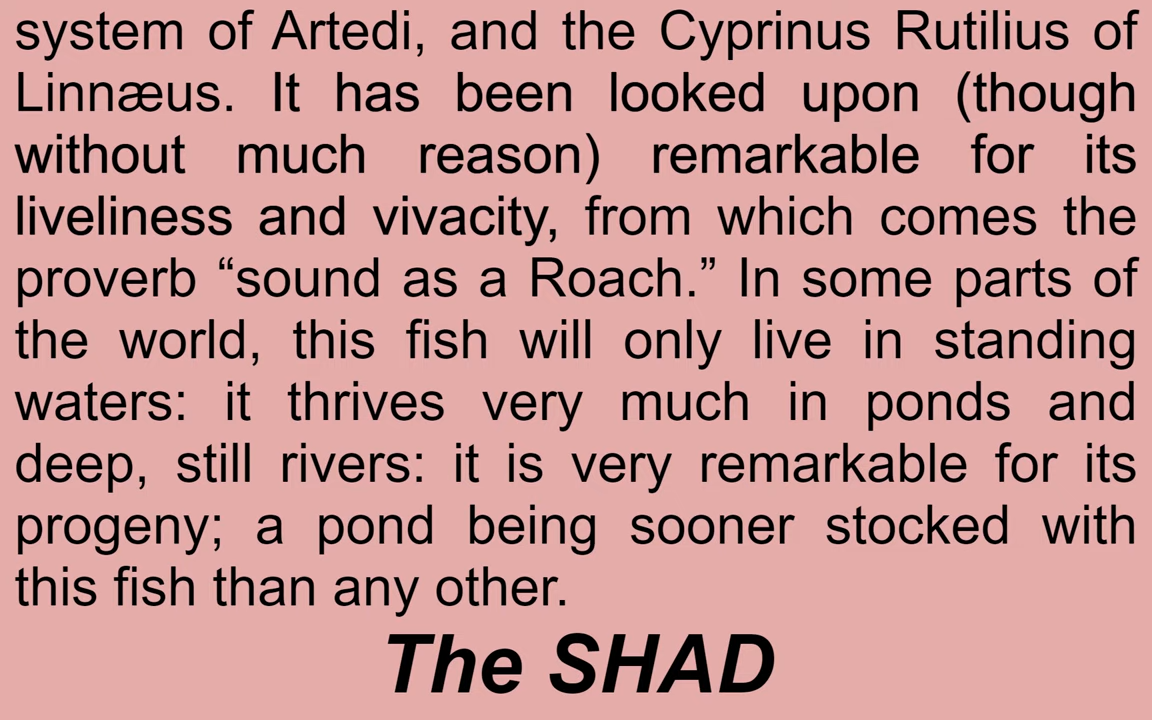 system of Artedi, and the Cyprinus Rutilius of
Linnæus. It has been looked upon (though
without much reason) remarkable for its
liveliness and vivacity, from which comes the
proverb “sound as a Roach.” In some parts of
the world, this fish will only live in standing
waters: it thrives very much in ponds and
deep, still rivers: it is very remarkable for its
progeny; a pond being sooner stocked with
this fish than any other.
The SHAD